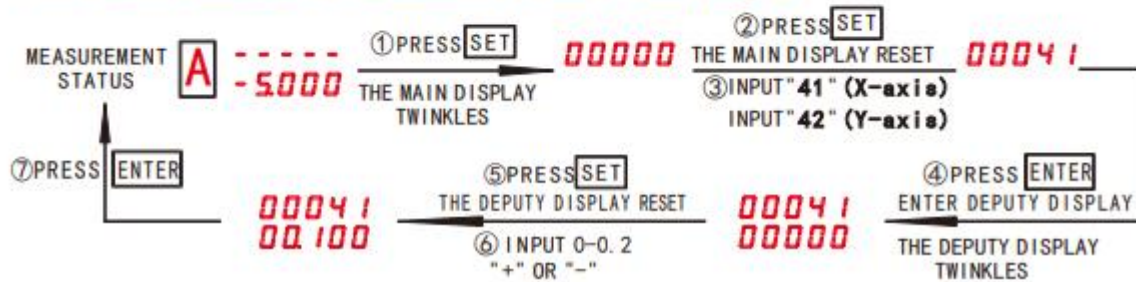 MEASUREMENT
STATUS
A
-----
-5.000
①PRESS SET
THE MAIN DISPLAY
TWINKLES
00000
②PRESS SET
THE MAIN DISPLAY RESET
③INPUT"41" (X-axis)
INPUT"42" (Y-axis)
00041
④PRESS ENTER
ENTER DEPUTY DISPLAY
THE DEPUTY DISPLAY
TWINKLES
00041
00000
⑤PRESS SET
THE DEPUTY DISPLAY RESET
⑥ INPUT 0-0.2
"+" OR "-"
00041
00.100
⑦PRESS ENTER